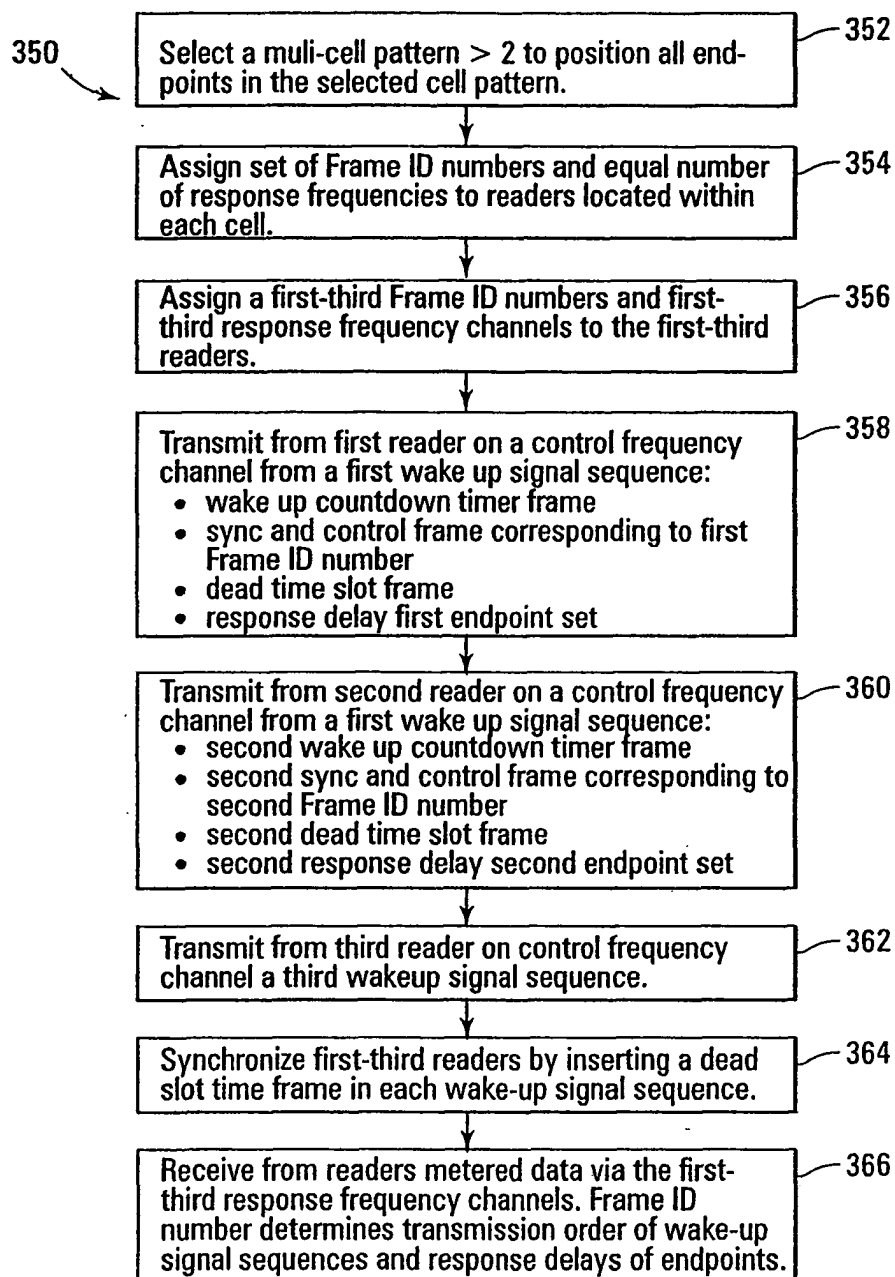 350
352
Select a muli-cell pattern > 2 to position all end-
points in the selected cell pattern.
354
Assign set of Frame ID numbers and equal number
of response frequencies to readers located within
each cell.
356
Assign a first-third Frame ID numbers and first-
third response frequency channels to the first-third
readers.
358
Transmit from first reader on a control frequency
channel from a first wake up signal sequence:
• wake up countdown timer frame
• sync and control frame corresponding to first
Frame ID number
• dead time slot frame
• response delay first endpoint set
360
Transmit from second reader on a control frequency
channel from a first wake up signal sequence:
• second wake up countdown timer frame
• second sync and control frame corresponding to
second Frame ID number
• second dead time slot frame
• second response delay second endpoint set
362
Transmit from third reader on control frequency
channel a third wakeup signal sequence.
364
Synchronize first-third readers by inserting a dead
slot time frame in each wake-up signal sequence.
366
Receive from readers metered data via the first-
third response frequency channels. Frame ID
number determines transmission order of wake-up
signal sequences and response delays of endpoints.